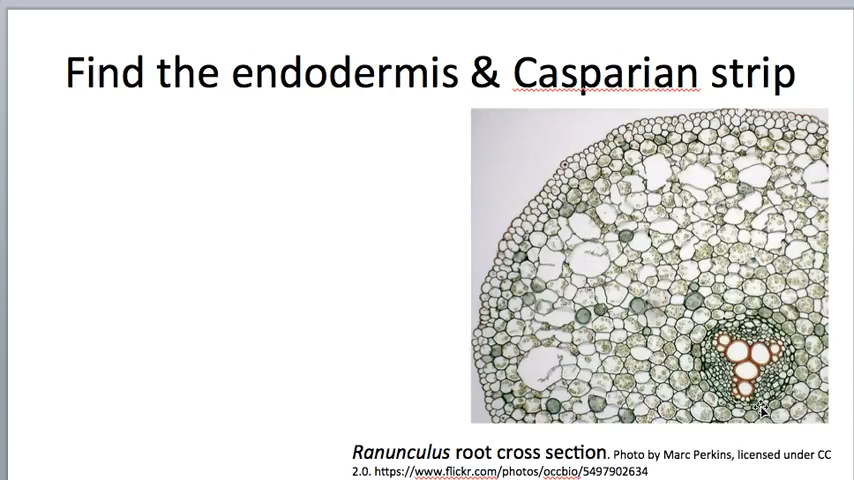 Find the endodermis & Casparian strip
Ranunculus root cross section. Photo by Marc Perkins, licensed under CC
2.0. https://www.flickr.com/photos/occbio/5497902634